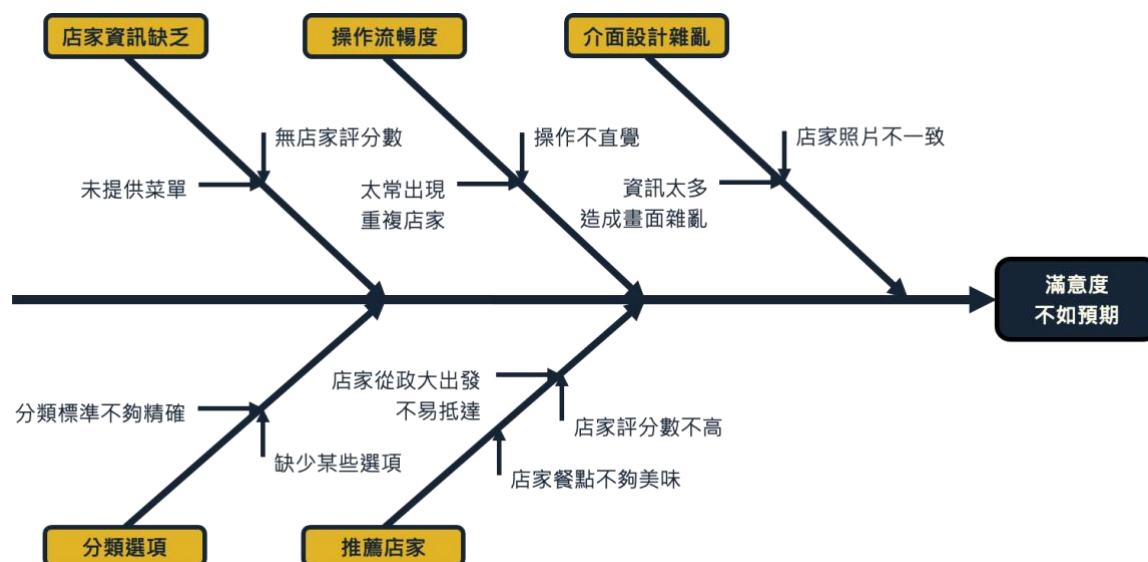 店家資訊缺乏
操作流暢度
介面設計雜亂
無店家評分數
未提供菜單
操作不直覺
太常出現
重複店家
店家照片不一致
資訊太多
造成畫面雜亂
滿意度
不如預期
分類標準不夠精確
缺少某些選項
店家從政大出發
不易抵達
店家評分數不高
店家餐點不夠美味
分類選項
推薦店家